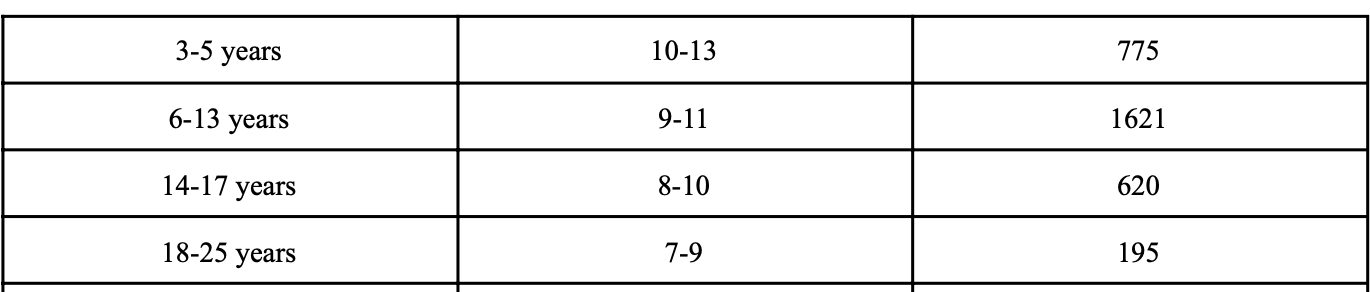 3-5 years 10-13 775
6-13 years 9-11 1621
14-17 years 8-10 620
18-25 years 7-9 195